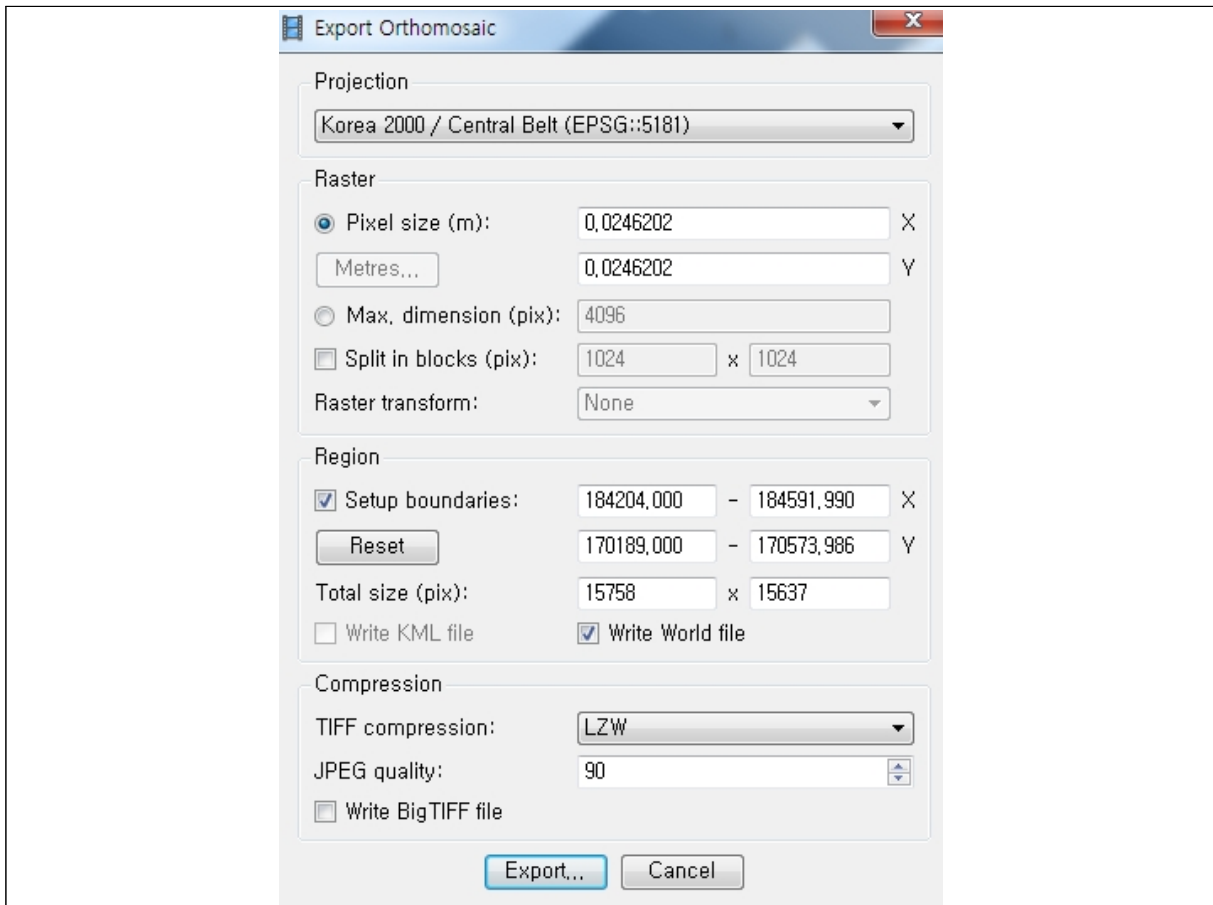 Export Orthomosaic
x
Projection
Korea 2000 / Central Belt (EPSG::5181)
Raster
Pixel size (m): 0,0246202 X
Metres,,, 0,0246202 Y
Max, dimension (pix): 4096
Split in blocks (pix): 1024 x 1024
Raster transform: None
Region
Setup boundaries: 184204,000 - 184591,990 X
Reset 170189,000 - 170573,986 Y
Total size (pix): 15758 x 15637
Write KML file Write World file
Compression
TIFF compression: LZW
JPEG quality: 90
Write BigTIFF file
Export,,, Cancel